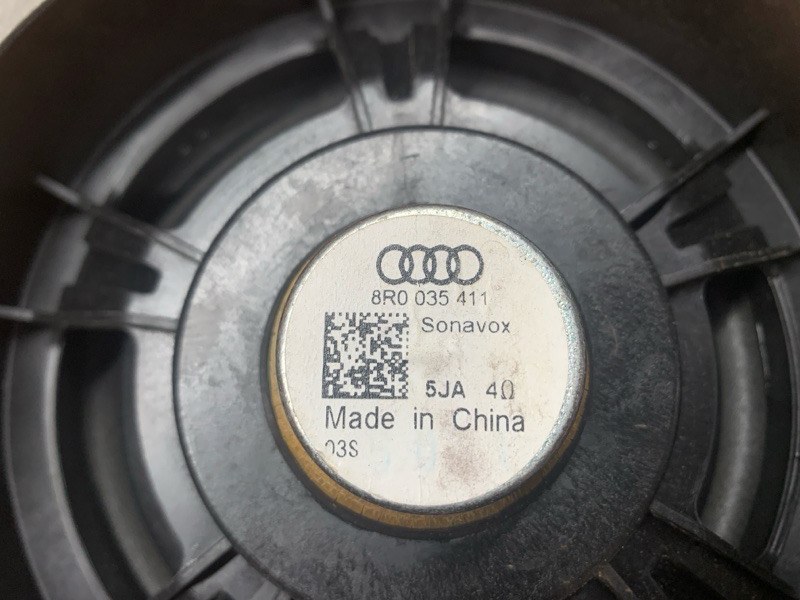 8R0 035 411
Sonavox
5JA 4Ω
Made in China
03S